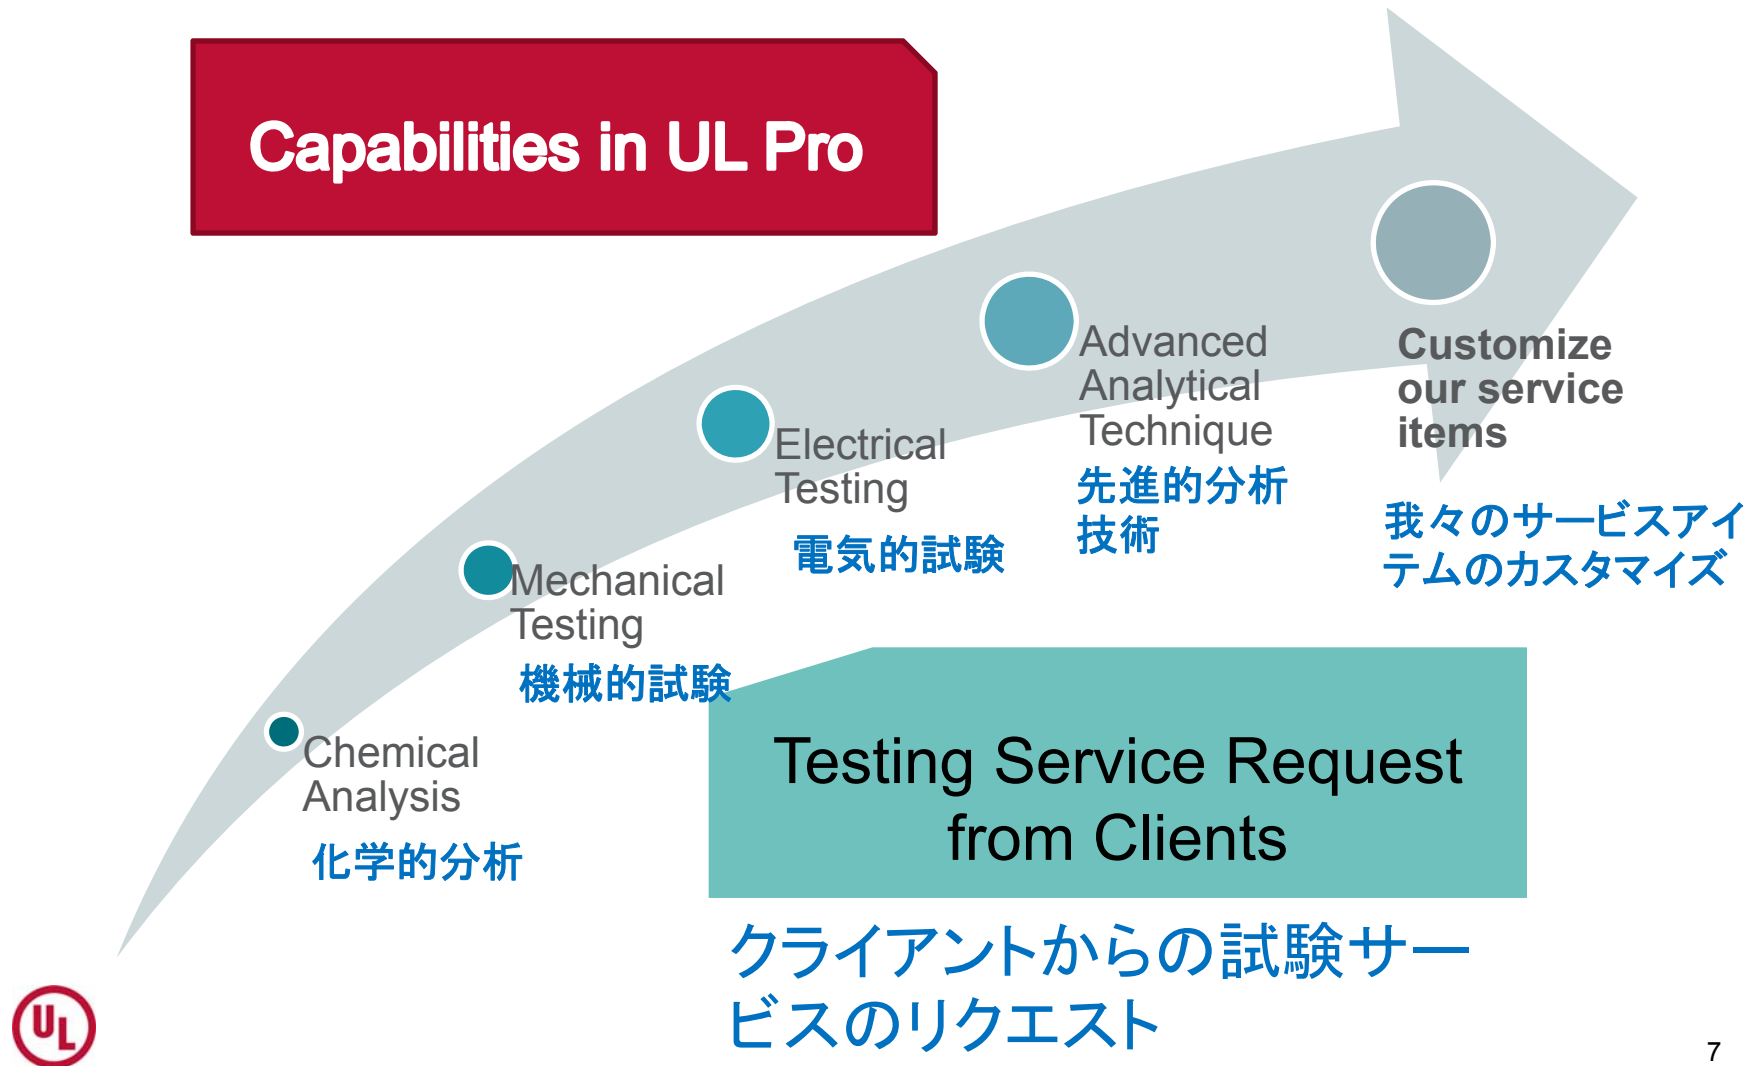 Capabilities in UL Pro
Advanced
Analytical
Technique
先進的分析
技術
Customize
our service
items
我々のサービスアイ
テムのカスタマイズ
Electrical
Testing
電気的試験
Mechanical
Testing
機械的試験
Chemical
Analysis
化学的分析
Testing Service Request
from Clients
クライアントからの試験サー
ビスのリクエスト
UL
7